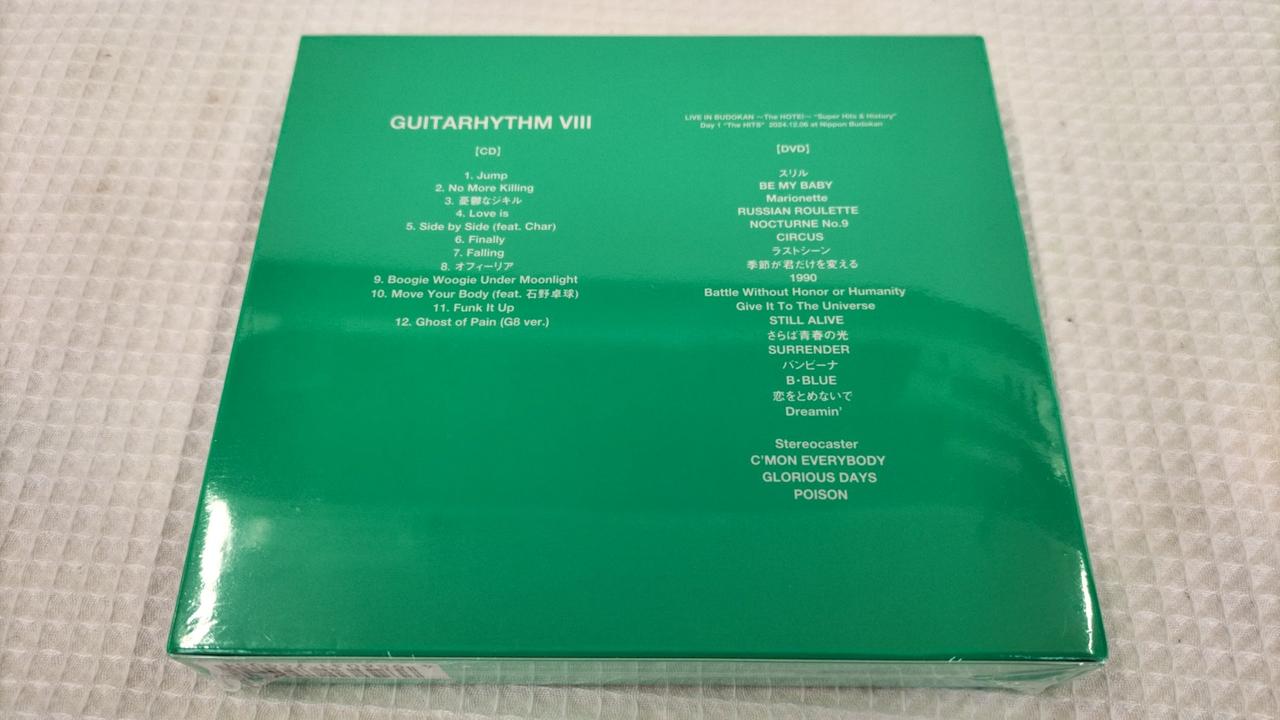 GUITARHYTHM VIII
【CD】
1. Jump
2. No More Killing
3. 憂鬱なジキル
4. Love is
5. Side by Side (feat. Char)
6. Finally
7. Falling
8. オフィーリア
9. Boogie Woogie Under Moonlight
10. Move Your Body (feat. 石野卓球)
11. Funk It Up
12. Ghost of Pain (G8 ver.)
LIVE IN BUDOKAN 〜The HOTEI〜 “Super Hits & History”
Day 1 “The HITS” 2024.12.06 at Nippon Budokan
【DVD】
スリル
BE MY BABY
Marionette
RUSSIAN ROULETTE
NOCTURNE No.9
CIRCUS
ラストシーン
季節が君だけを変える
1990
Battle Without Honor or Humanity
Give It To The Universe
STILL ALIVE
さらば青春の光
SURRENDER
バンビーナ
B・BLUE
恋をとめないで
Dreamin'
Stereocaster
C'MON EVERYBODY
GLORIOUS DAYS
POISON